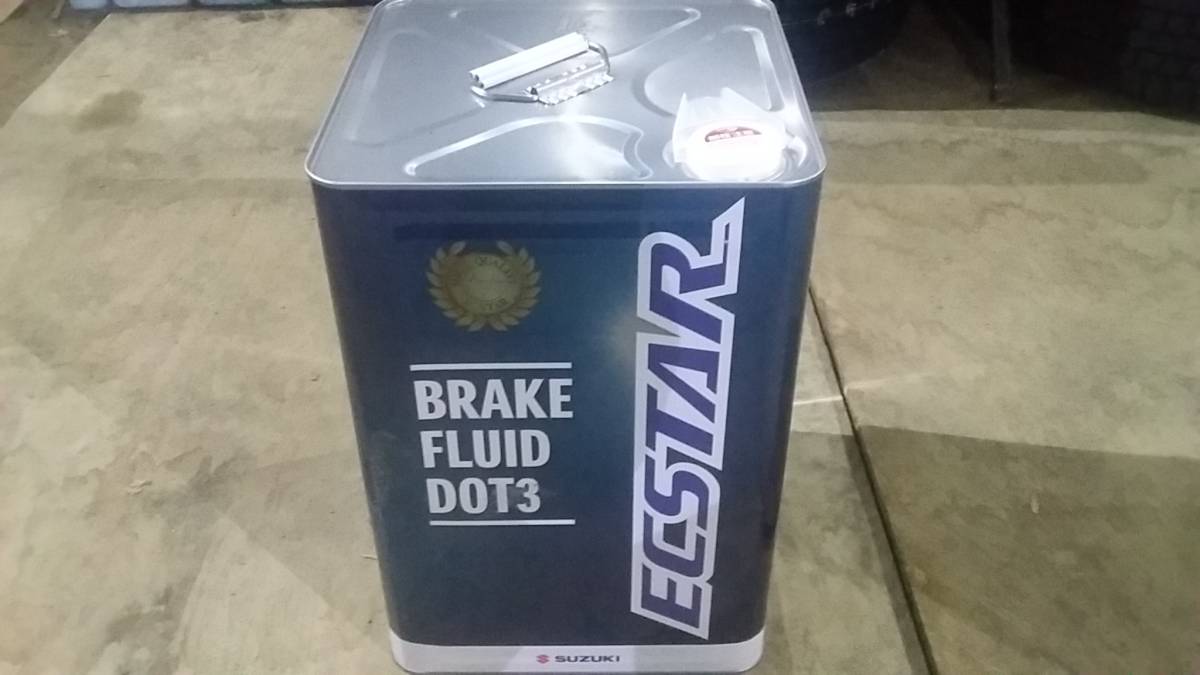 BRAKE
FLUID
DOT3
ECSTAR
SUZUKI